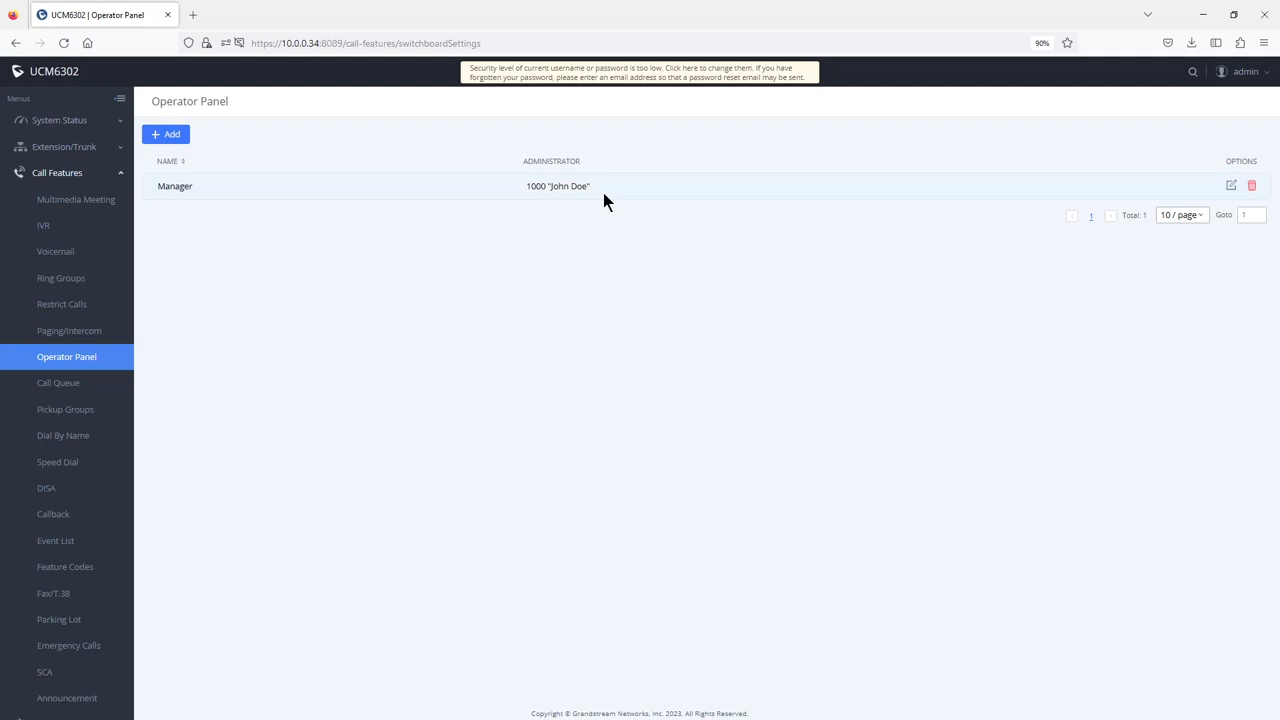 UCM6302 | Operator Panel
https://10.0.0.34:8089/call-features/switchboardSettings
90%
UCM6302
Security level of current username or password is too low. Click here to change them. If you have
forgotten your password, please enter an email address so that a password reset email may be sent.
admin
Menus
Operator Panel
System Status
Extension/Trunk
Call Features
Multimedia Meeting
IVR
Voicemail
Ring Groups
Restrict Calls
Paging/Intercom
Operator Panel
Call Queue
Pickup Groups
Dial By Name
Speed Dial
DISA
Callback
Event List
Feature Codes
Fax/T.38
Parking Lot
Emergency Calls
SCA
Announcement
+ Add
NAME ADMINISTRATOR OPTIONS
Manager 1000 "John Doe"
< 1 > Total: 1 10 / page Goto 1
Copyright © Grandstream Networks, Inc. 2023. All Rights Reserved.